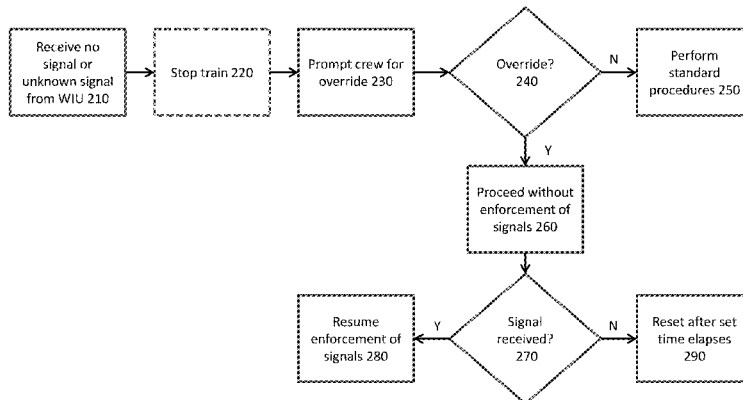 Receive no
signal or
unknown signal
from WIU 210
Stop train 220
Prompt crew for
override 230
Override?
240
N
Perform
standard
procedures 250
Y
Proceed without
enforcement of
signals 260
Resume
enforcement of
signals 280
Y
Signal
received?
270
N
Reset after set
time elapses
290